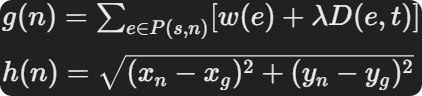 g(n) = ∑_{e∈P(s,n)}[w(e) + λD(e,t)]
h(n) = √((x_n − x_g)² + (y_n − y_g)²)